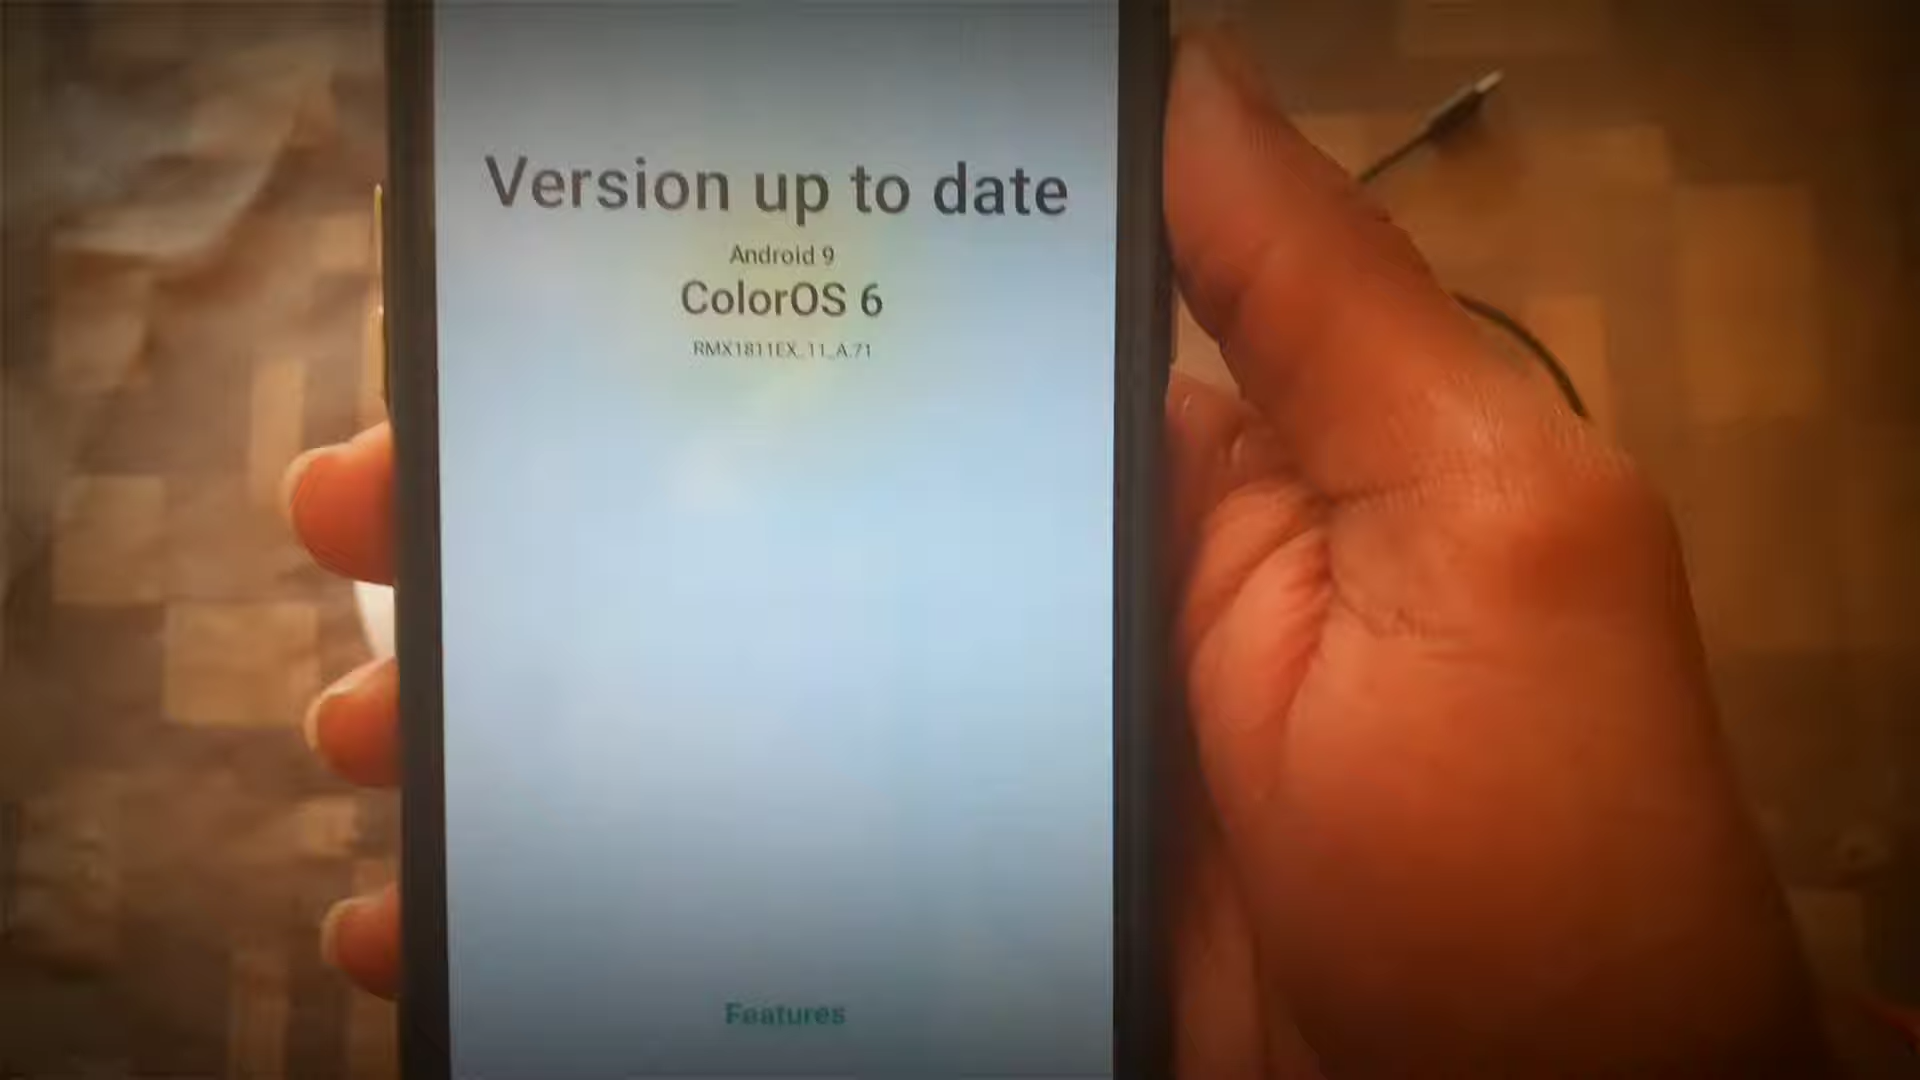 Version up to date
Android 9
ColorOS 6
RMX1811EX_11_A.71
Features